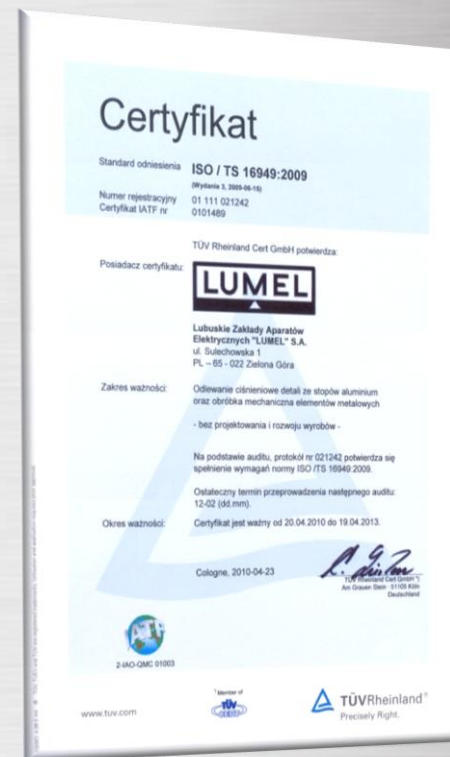 Certyfikat
Standard odniesienia ISO / TS 16949:2009
(Wydanie 3, 2009-06-15)
Numer rejestracyjny 01 111 021242
Certyfikat IATF nr 0101489
TÜV Rheinland Cert GmbH potwierdza:
Posiadacz certyfikatu: LUMEL
Lubuskie Zakłady Aparatów
Elektrycznych "LUMEL" S.A.
ul. Sulechowska 1
PL – 65 - 022 Zielona Góra
Zakres ważności: Odlewanie ciśnieniowe detali ze stopów aluminium
oraz obróbka mechaniczna elementów metalowych
- bez projektowania i rozwoju wyrobów -
Na podstawie auditu, protokół nr 021242 potwierdza się
spełnienie wymagań normy ISO /TS 16949:2009.
Ostateczny termin przeprowadzenia następnego auditu:
12-02 (dd.mm).
Okres ważności: Certyfikat jest ważny od 20.04.2010 do 19.04.2013.
Cologne, 2010-04-23
TÜV Rheinland Cert GmbH
Am Grauen Stein 51105 Köln
Deutschland
2-IAO-QMC 01003
www.tuv.com
Member of
TÜV
CERT
TÜVRheinland®
Precisely Right.